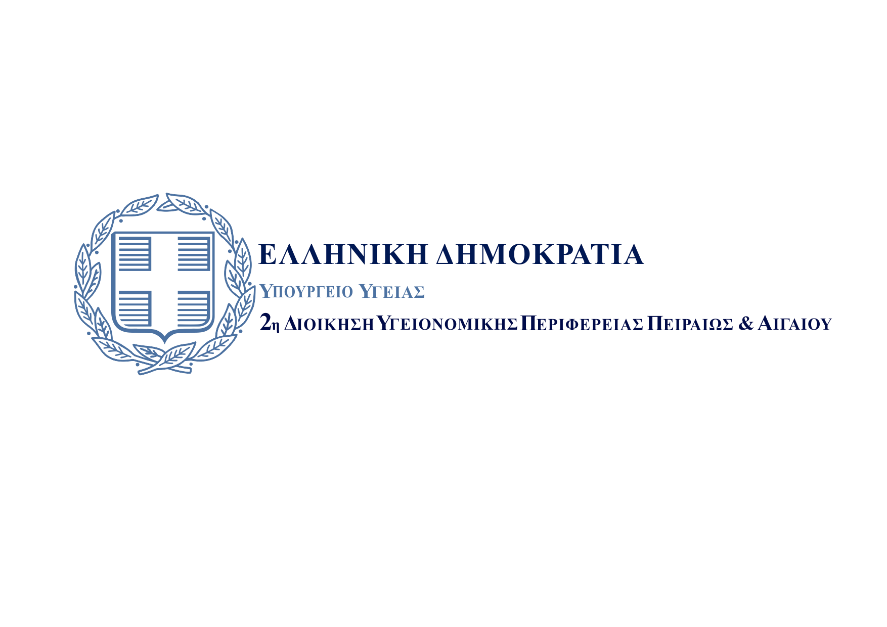 ΕΛΛΗΝΙΚΗ ΔΗΜΟΚΡΑΤΙΑ
ΥΠΟΥΡΓΕΙΟ ΥΓΕΙΑΣ
2η ΔΙΟΙΚΗΣΗ ΥΓΕΙΟΝΟΜΙΚΗΣ ΠΕΡΙΦΕΡΕΙΑΣ ΠΕΙΡΑΙΩΣ & ΑΙΓΑΙΟΥ